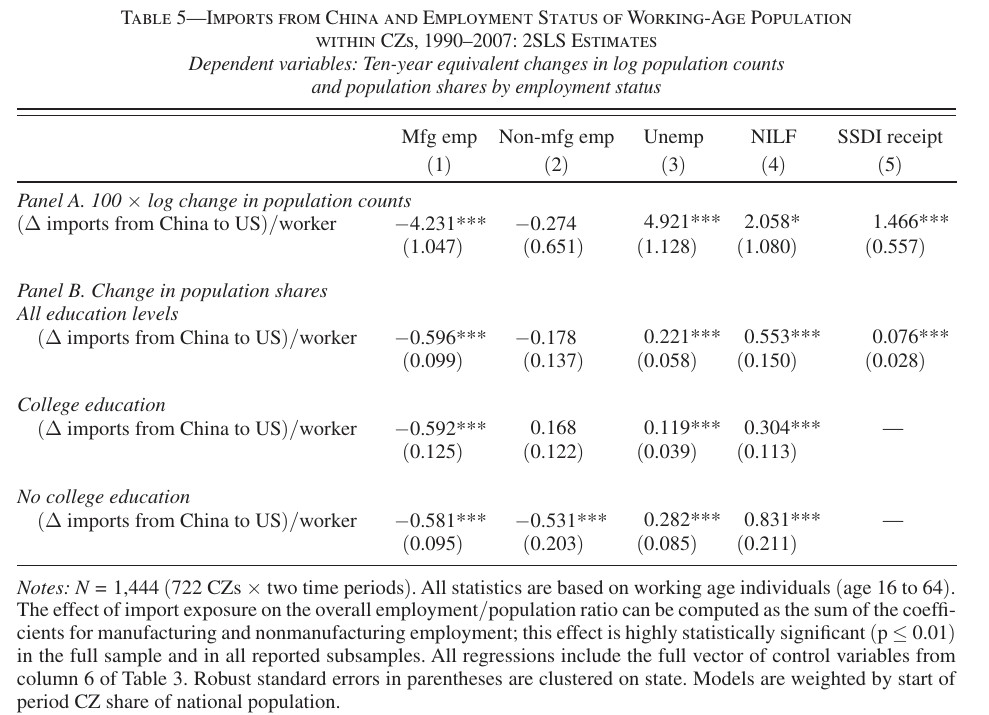 TABLE 5—IMPORTS FROM CHINA AND EMPLOYMENT STATUS OF WORKING-AGE POPULATION
WITHIN CZS, 1990–2007: 2SLS ESTIMATES
Dependent variables: Ten-year equivalent changes in log population counts
and population shares by employment status
Mfg emp Non-mfg emp Unemp NILF SSDI receipt
(1) (2) (3) (4) (5)
Panel A. 100 × log change in population counts
(Δ imports from China to US)/worker −4.231*** −0.274 4.921*** 2.058* 1.466***
(1.047) (0.651) (1.128) (1.080) (0.557)
Panel B. Change in population shares
All education levels
(Δ imports from China to US)/worker −0.596*** −0.178 0.221*** 0.553*** 0.076***
(0.099) (0.137) (0.058) (0.150) (0.028)
College education
(Δ imports from China to US)/worker −0.592*** 0.168 0.119*** 0.304*** —
(0.125) (0.122) (0.039) (0.113)
No college education
(Δ imports from China to US)/worker −0.581*** −0.531*** 0.282*** 0.831*** —
(0.095) (0.203) (0.085) (0.211)
Notes: N = 1,444 (722 CZs × two time periods). All statistics are based on working age individuals (age 16 to 64).
The effect of import exposure on the overall employment/population ratio can be computed as the sum of the coeffi-
cients for manufacturing and nonmanufacturing employment; this effect is highly statistically significant (p ≤ 0.01)
in the full sample and in all reported subsamples. All regressions include the full vector of control variables from
column 6 of Table 3. Robust standard errors in parentheses are clustered on state. Models are weighted by start of
period CZ share of national population.